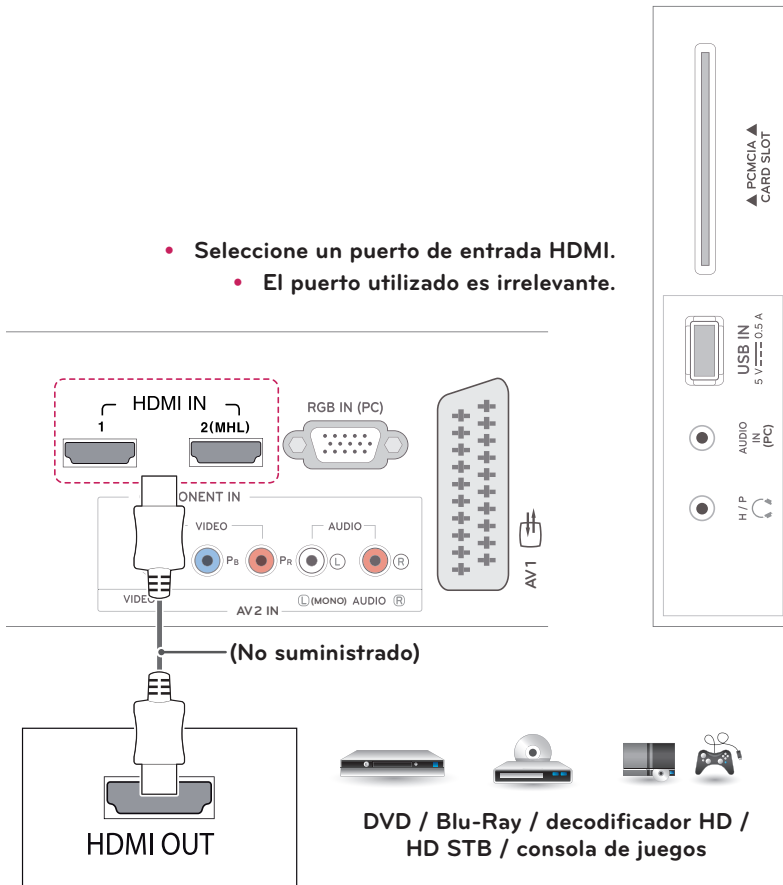 ▲ PCMCIA ▲
CARD SLOT
• Seleccione un puerto de entrada HDMI.
• El puerto utilizado es irrelevante.
USB IN
5 V 0.5 A
AUDIO
IN
(PC)
H / P
HDMI IN
1
2(MHL)
RGB IN (PC)
ONENT IN
VIDEO
AUDIO
PB
PR
L
R
VIDEO
L(MONO) AUDIO R
AV2 IN
AV1
(No suministrado)
HDMI OUT
DVD / Blu-Ray / decodificador HD /
HD STB / consola de juegos